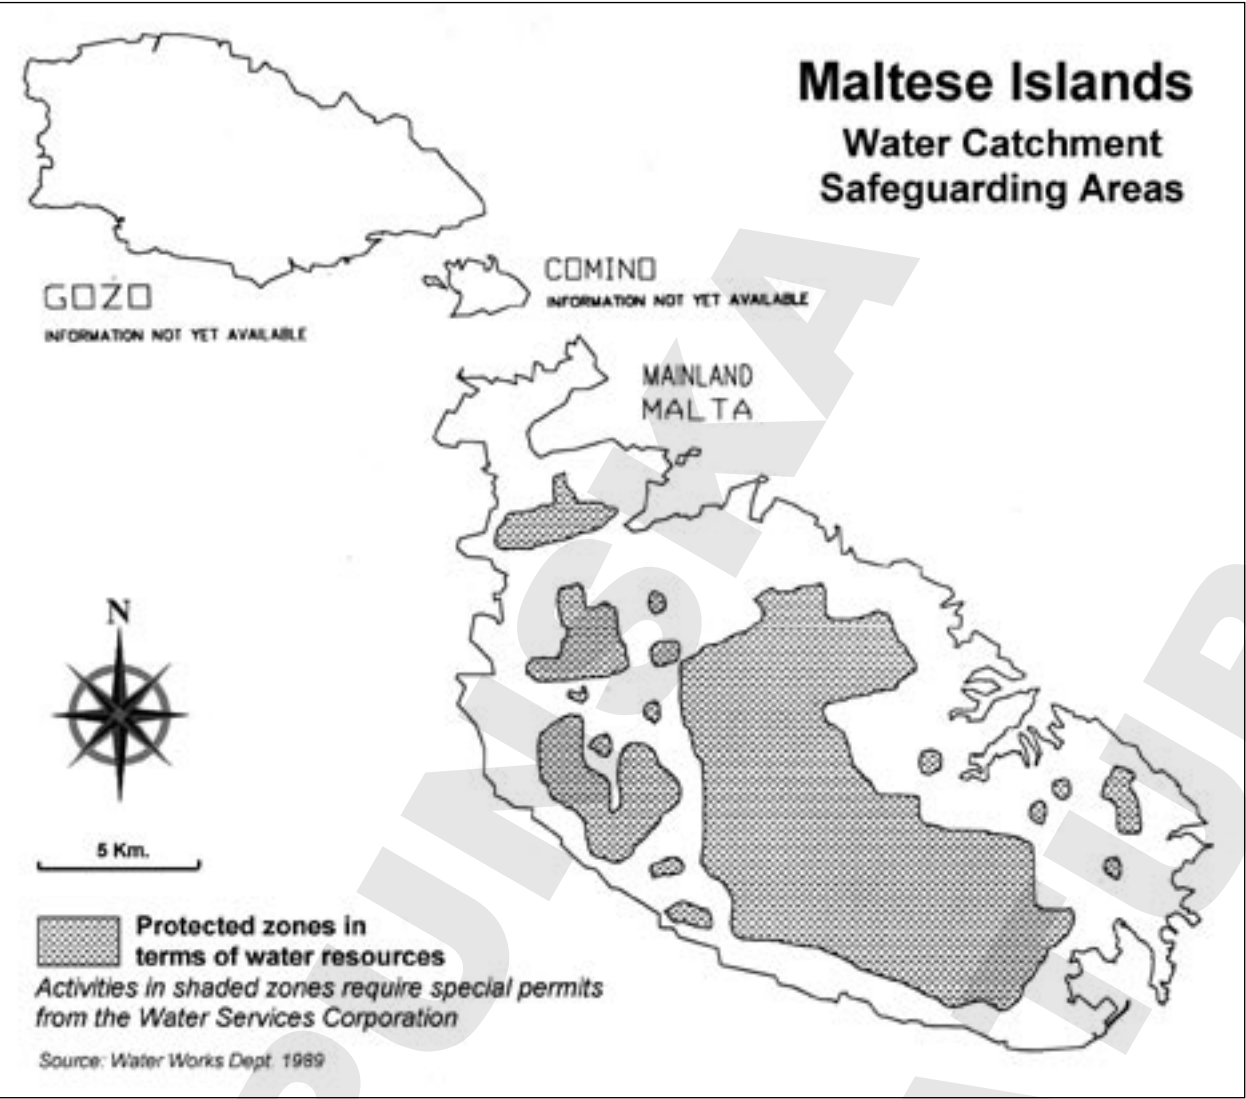 Maltese Islands
Water Catchment
Safeguarding Areas
COMINO
INFORMATION NOT YET AVAILABLE
GOŻO
INFORMATION NOT YET AVAILABLE
MAINLAND
MALTA
N
5 Km.
Protected zones in
terms of water resources
Activities in shaded zones require special permits
from the Water Services Corporation
Source: Water Works Dept. 1989